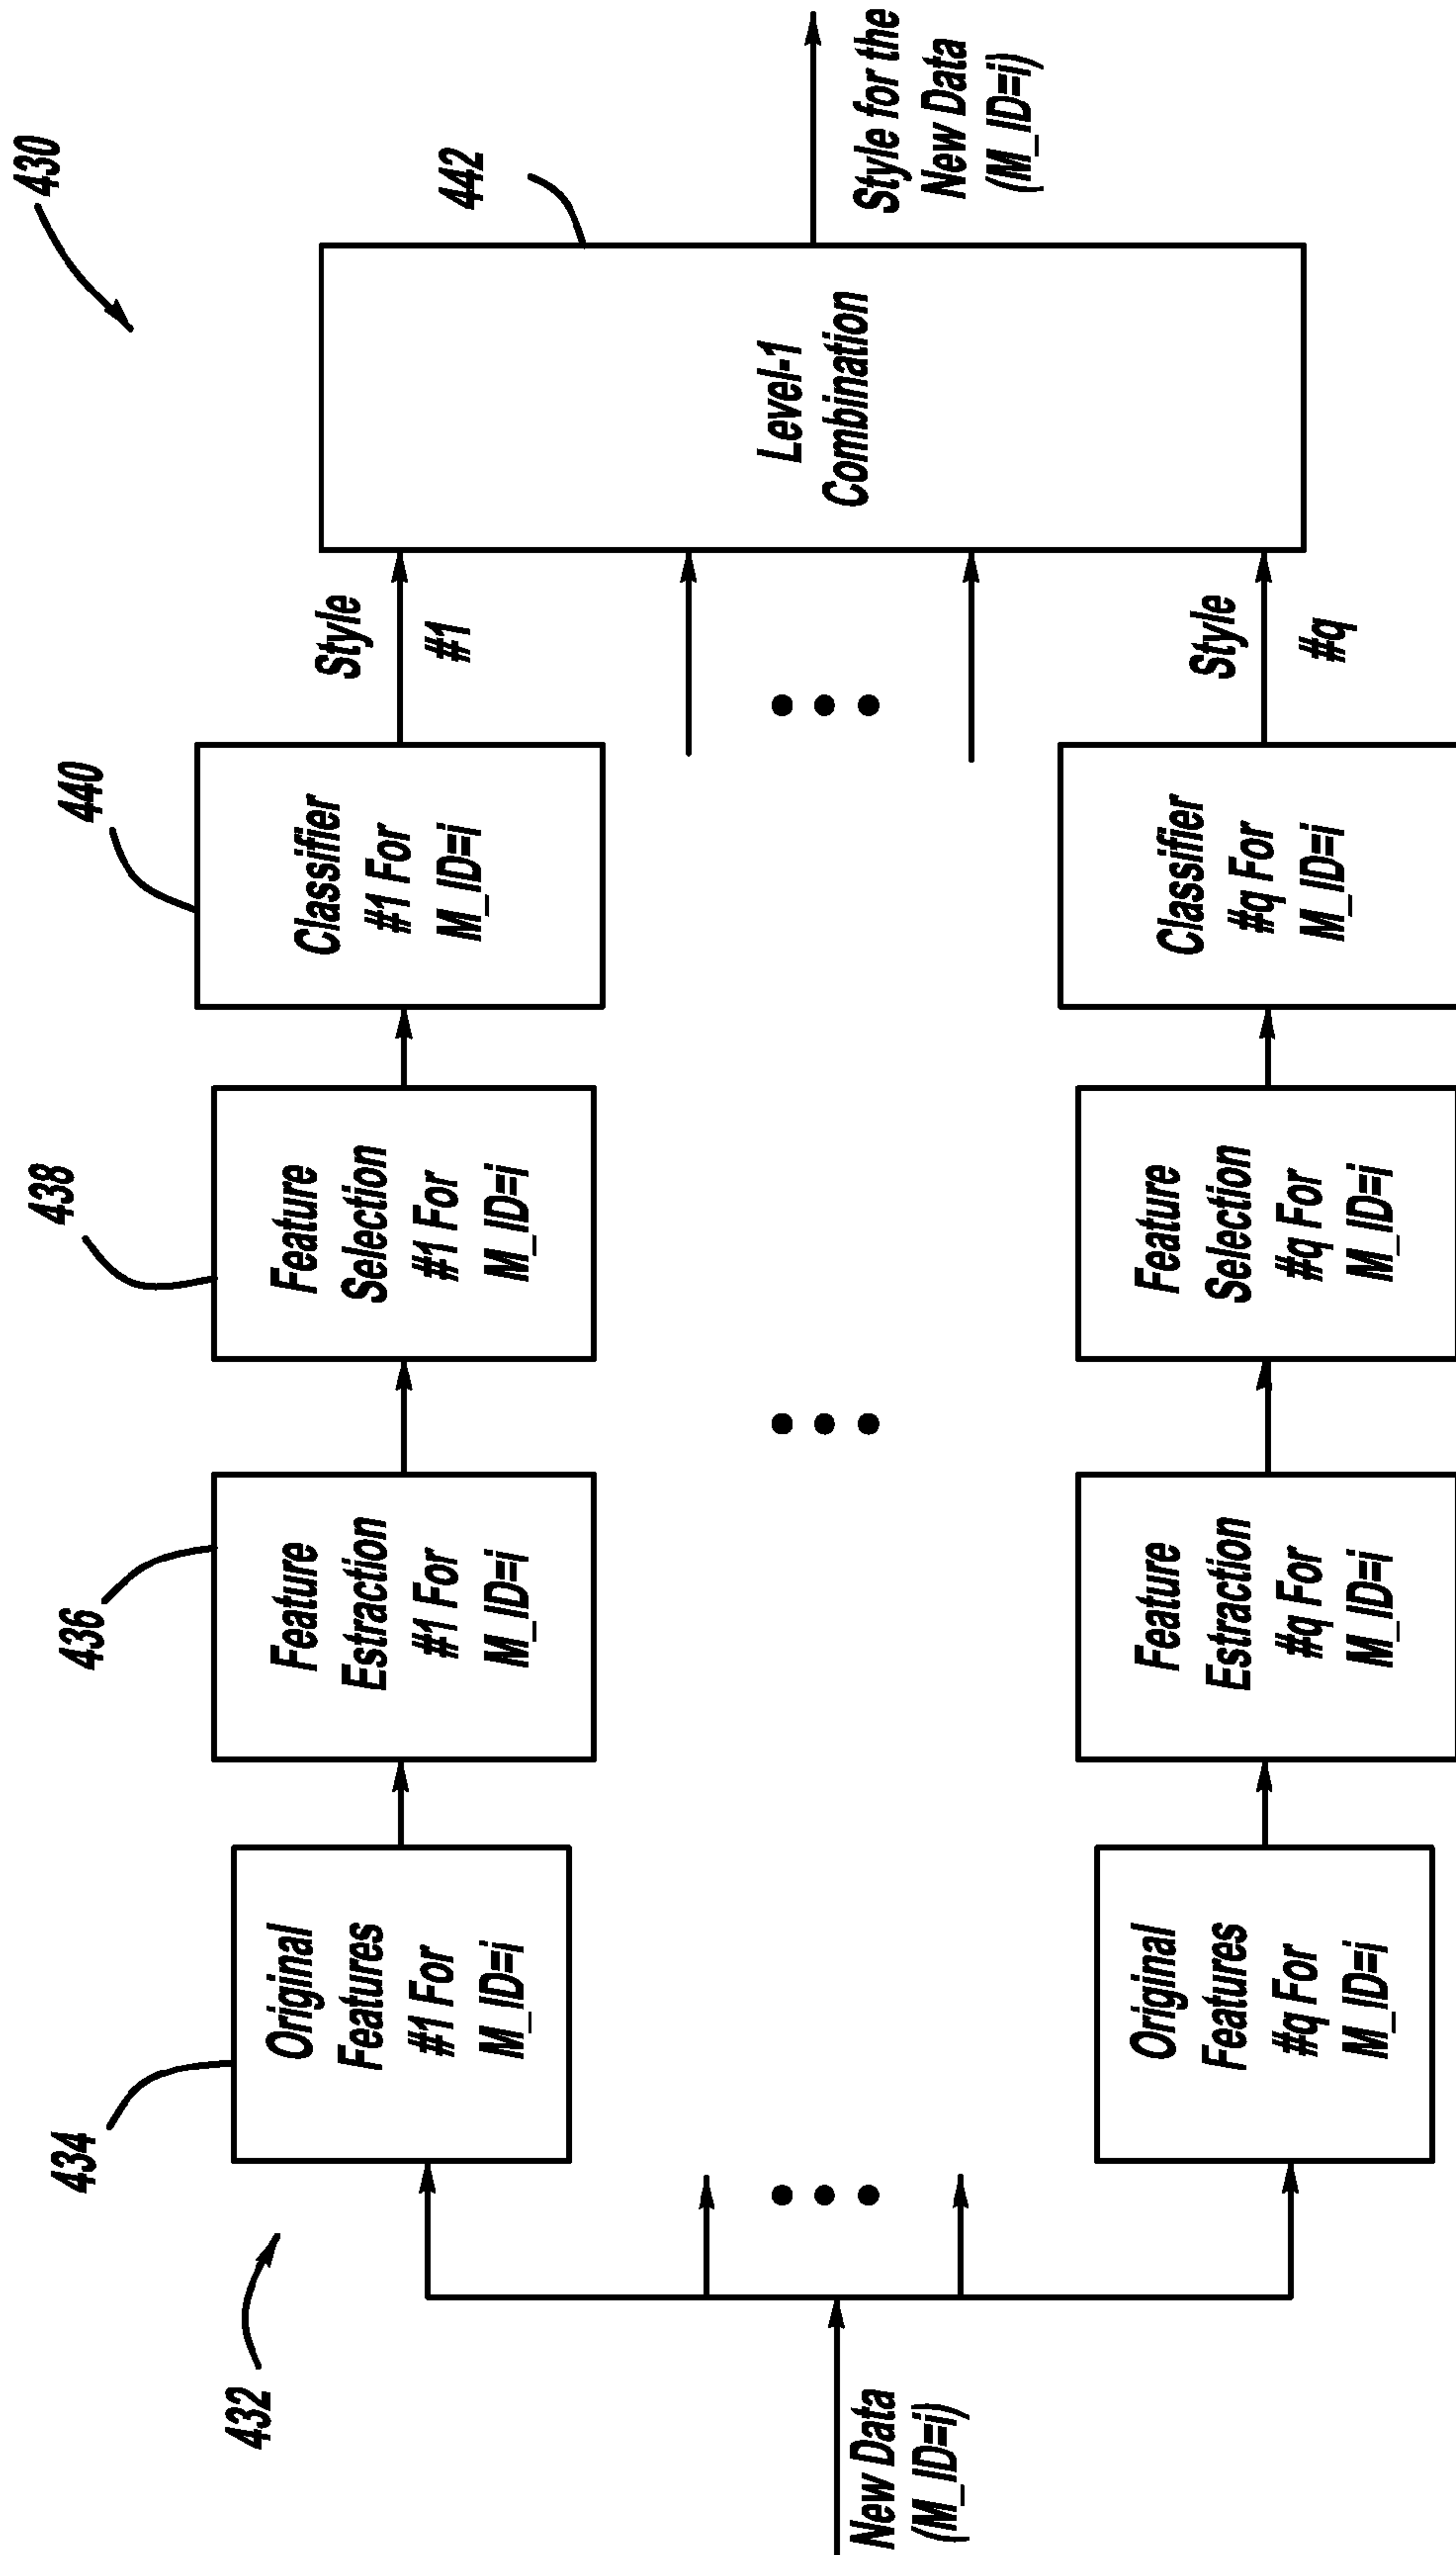 430
432
New Data
(M_ID=i)
434
Original
Features
#1 For
M_ID=i
436
Feature
Estraction
#1 For
M_ID=i
438
Feature
Selection
#1 For
M_ID=i
440
Classifier
#1 For
M_ID=i
Style
#1
442
Level-1
Combination
Style for the
New Data
(M_ID=i)
Original
Features
#q For
M_ID=i
Feature
Estraction
#q For
M_ID=i
Feature
Selection
#q For
M_ID=i
Classifier
#q For
M_ID=i
Style
#q